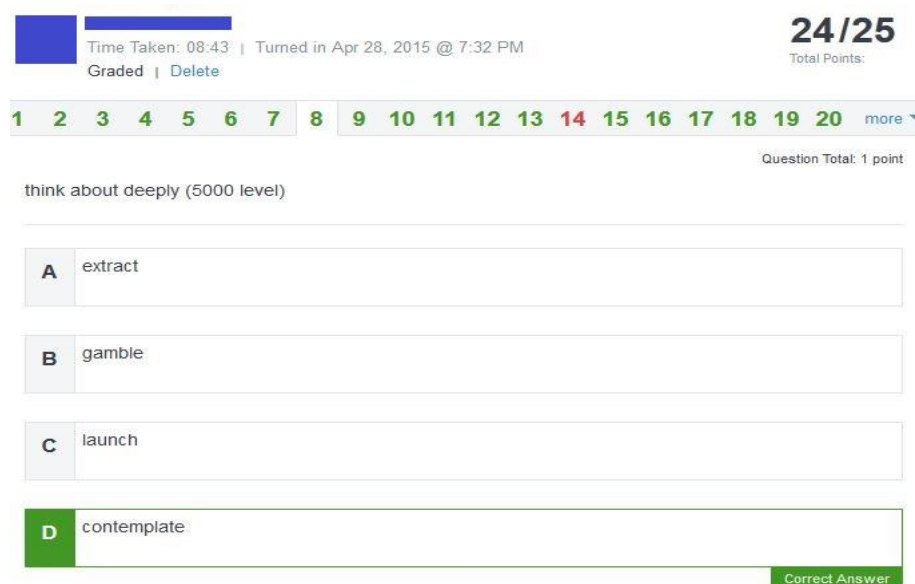 24/25
Time Taken: 08:43 | Turned in Apr 28, 2015 @ 7:32 PM
Total Points:
Graded | Delete
1 2 3 4 5 6 7 8 9 10 11 12 13 14 15 16 17 18 19 20 more
Question Total: 1 point
think about deeply (5000 level)
A extract
B gamble
C launch
D contemplate
Correct Answer